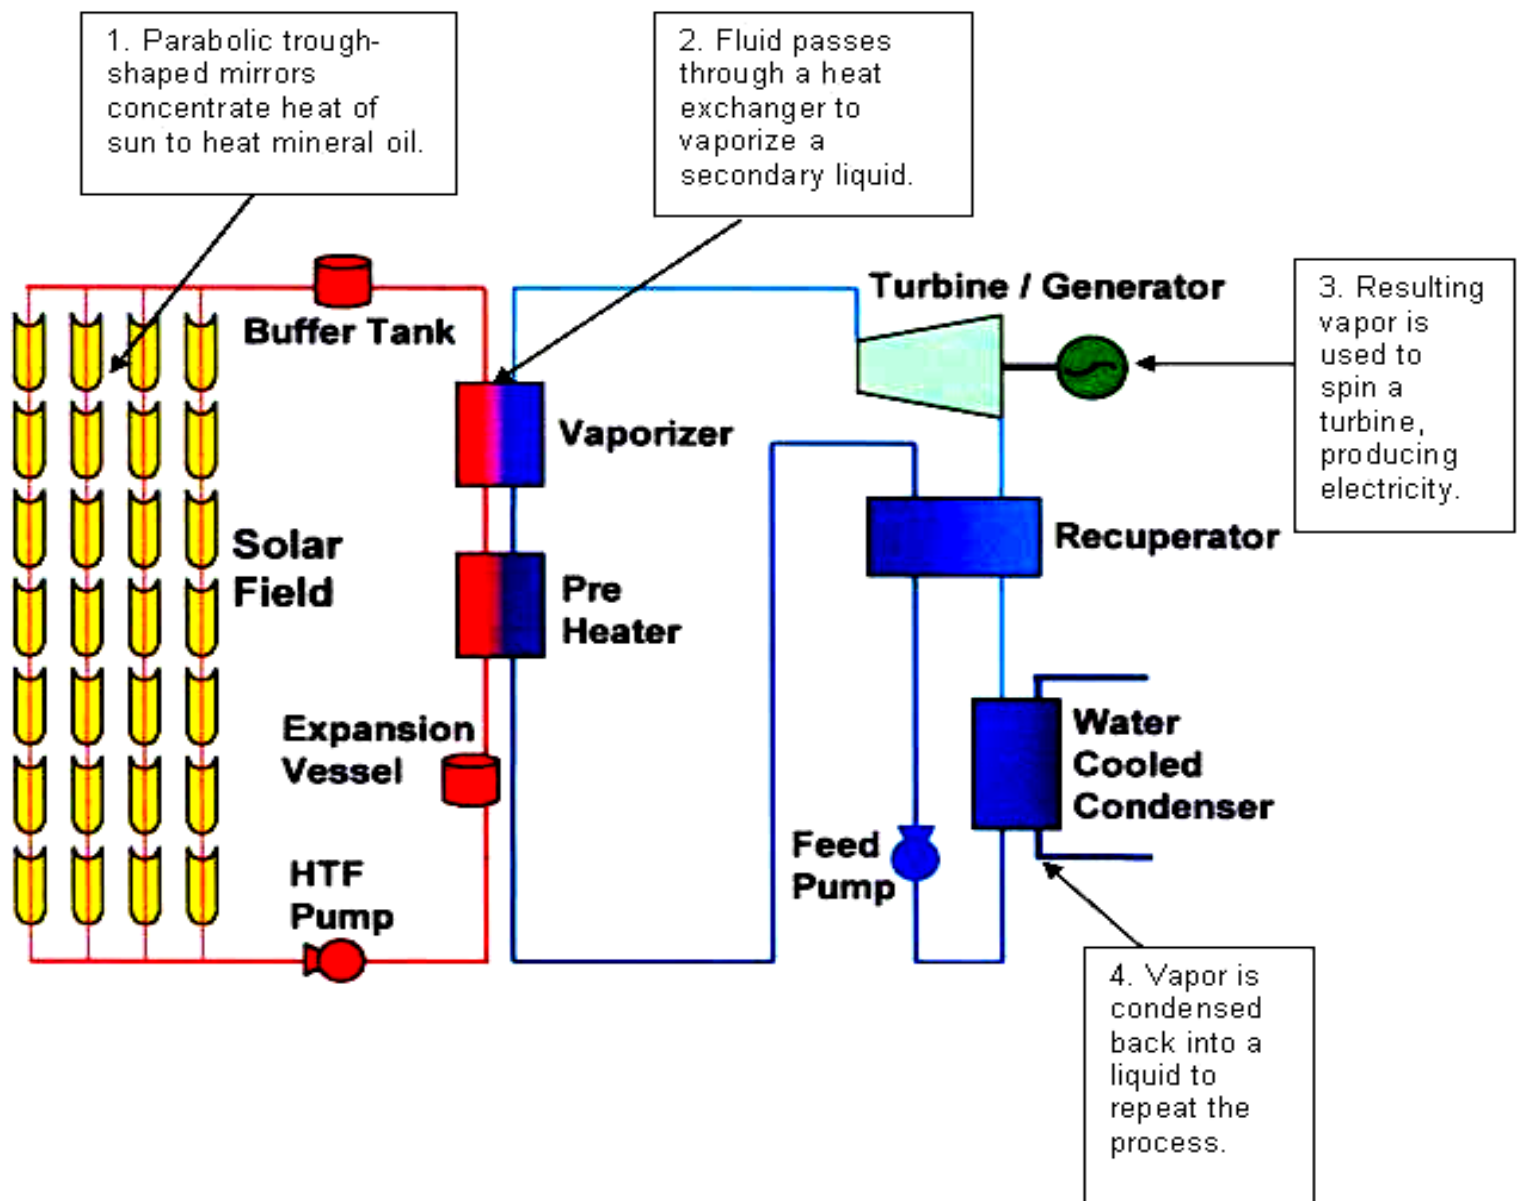 1. Parabolic trough-
shaped mirrors
concentrate heat of
sun to heat mineral oil.
2. Fluid passes
through a heat
exchanger to
vaporize a
secondary liquid.
Buffer Tank
Turbine / Generator
3. Resulting
vapor is
used to
spin a
turbine,
producing
electricity.
Vaporizer
Solar
Field
Recuperator
Pre
Heater
Expansion
Vessel
Water
Cooled
Condenser
HTF
Pump
Feed
Pump
4. Vapor is
condensed
back into a
liquid to
repeat the
process.